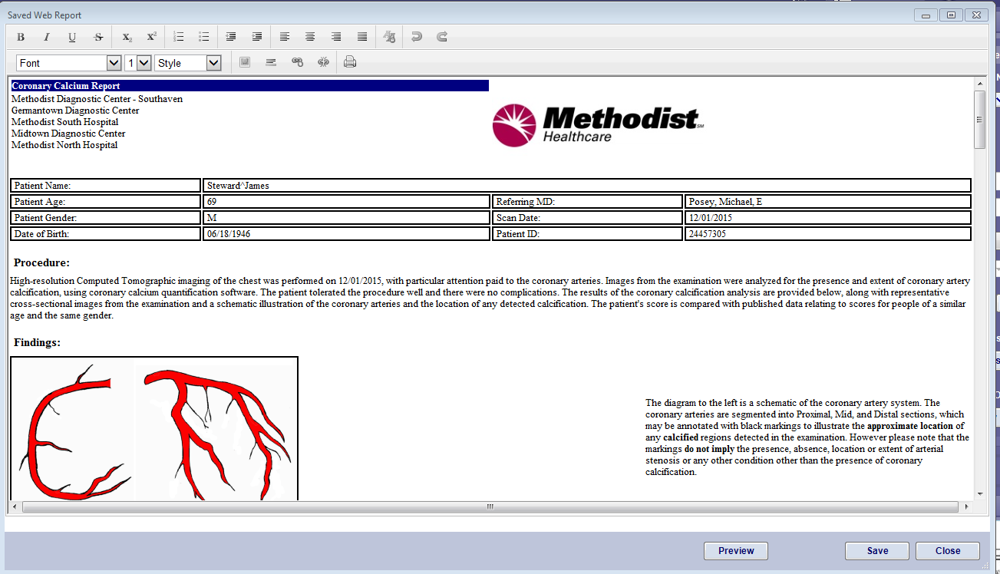 Saved Web Report
B I U S X₂ X²
Font 1 Style
Coronary Calcium Report
Methodist Diagnostic Center - Southaven
Germantown Diagnostic Center
Methodist South Hospital
Midtown Diagnostic Center
Methodist North Hospital
Methodist SM
Healthcare
Patient Name: Steward^James
Patient Age: 69 Referring MD: Posey, Michael, E
Patient Gender: M Scan Date: 12/01/2015
Date of Birth: 06/18/1946 Patient ID: 24457305
Procedure:
High-resolution Computed Tomographic imaging of the chest was performed on 12/01/2015, with particular attention paid to the coronary arteries. Images from the examination were analyzed for the presence and extent of coronary artery
calcification, using coronary calcium quantification software. The patient tolerated the procedure well and there were no complications. The results of the coronary calcification analysis are provided below, along with representative
cross-sectional images from the examination and a schematic illustration of the coronary arteries and the location of any detected calcification. The patient's score is compared with published data relating to scores for people of a similar
age and the same gender.
Findings:
The diagram to the left is a schematic of the coronary artery system. The
coronary arteries are segmented into Proximal, Mid, and Distal sections, which
may be annotated with black markings to illustrate the approximate location of
any calcified regions detected in the examination. However please note that the
markings do not imply the presence, absence, location or extent of arterial
stenosis or any other condition other than the presence of coronary
calcification.
Preview Save Close